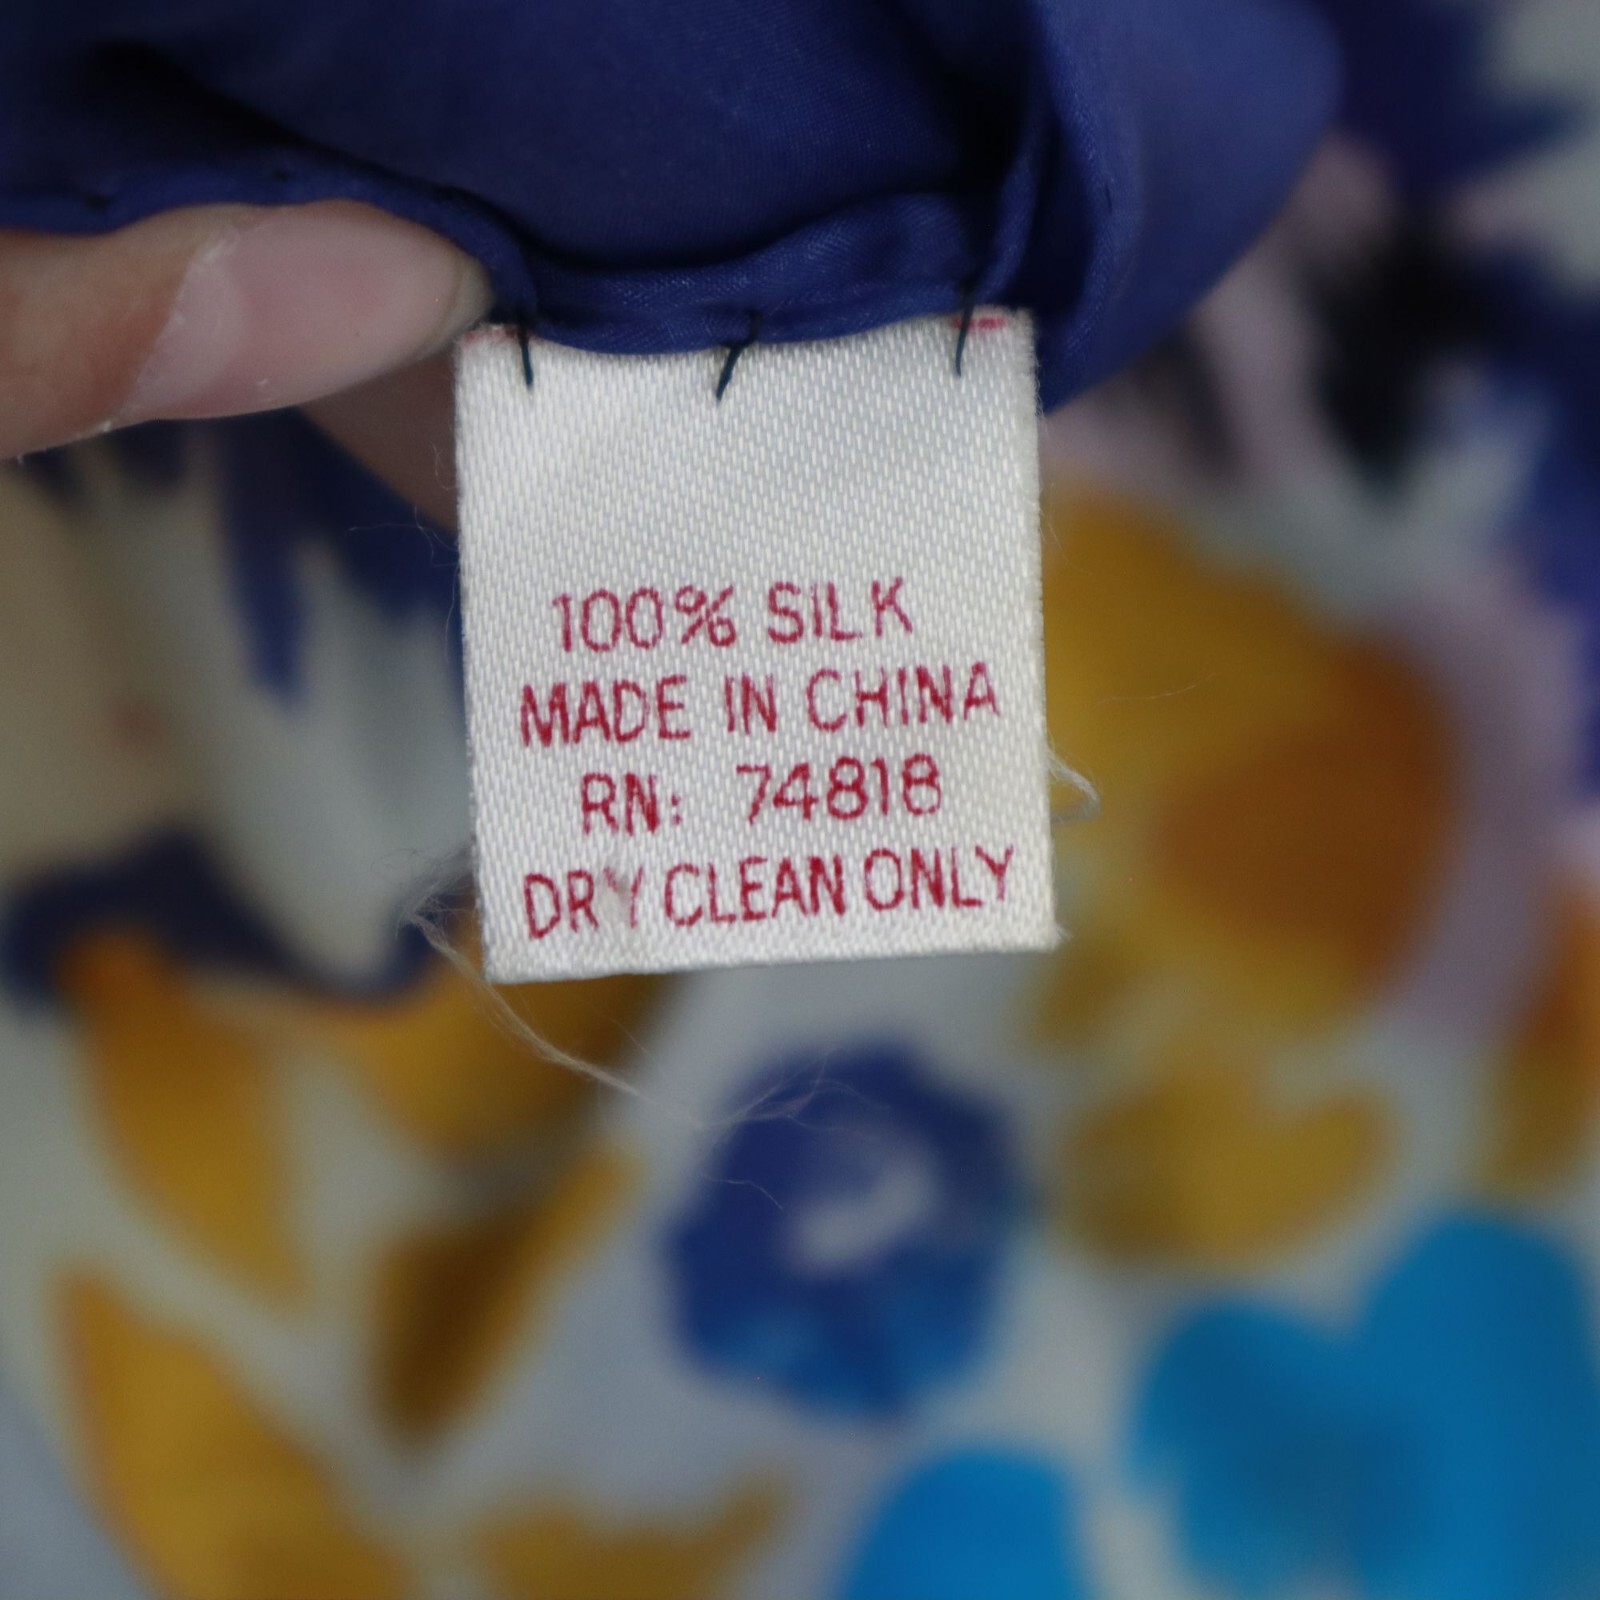 100% SILK
MADE IN CHINA
RN: 74818
DRY CLEAN ONLY